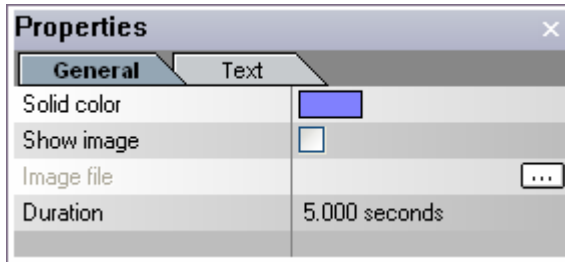 Properties
General Text
Solid color
Show image
Image file ...
Duration 5.000 seconds